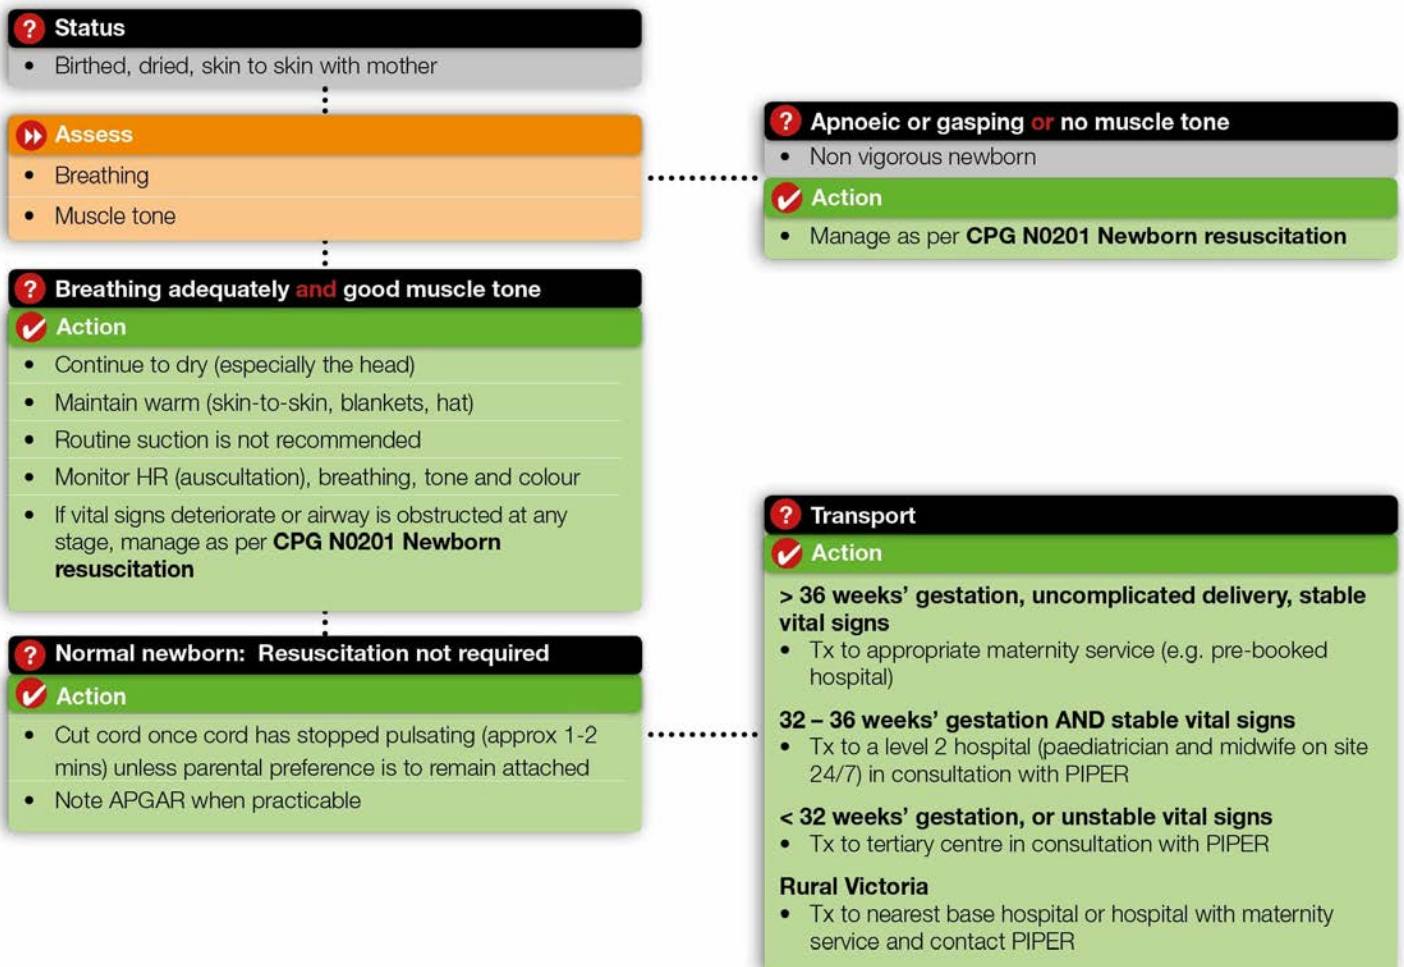 Status
• Birthed, dried, skin to skin with mother
Assess
• Breathing
• Muscle tone
Apnoeic or gasping or no muscle tone
• Non vigorous newborn
Action
• Manage as per CPG N0201 Newborn resuscitation
Breathing adequately and good muscle tone
Action
• Continue to dry (especially the head)
• Maintain warm (skin-to-skin, blankets, hat)
• Routine suction is not recommended
• Monitor HR (auscultation), breathing, tone and colour
• If vital signs deteriorate or airway is obstructed at any
stage, manage as per CPG N0201 Newborn
resuscitation
Normal newborn: Resuscitation not required
Action
• Cut cord once cord has stopped pulsating (approx 1-2
mins) unless parental preference is to remain attached
• Note APGAR when practicable
Transport
Action
> 36 weeks’ gestation, uncomplicated delivery, stable
vital signs
• Tx to appropriate maternity service (e.g. pre-booked
hospital)
32 – 36 weeks’ gestation AND stable vital signs
• Tx to a level 2 hospital (paediatrician and midwife on site
24/7) in consultation with PIPER
< 32 weeks’ gestation, or unstable vital signs
• Tx to tertiary centre in consultation with PIPER
Rural Victoria
• Tx to nearest base hospital or hospital with maternity
service and contact PIPER